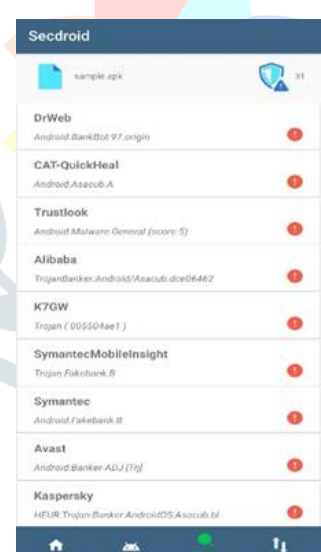 Secdroid
sample.apk
31
DrWeb
Android.BankBot.97.origin
CAT-QuickHeal
Android.Asacub.A
Trustlook
Android.Malware.General (score:5)
Alibaba
TrojanBanker:Android/Asacub.dce06462
K7GW
Trojan ( 005504ae1 )
SymantecMobileInsight
Trojan:Fakebank.B
Symantec
Android.Fakebank.B
Avast
Android:Banker-ADJ [Trj]
Kaspersky
HEUR:Trojan-Banker.AndroidOS.Asacub.bl